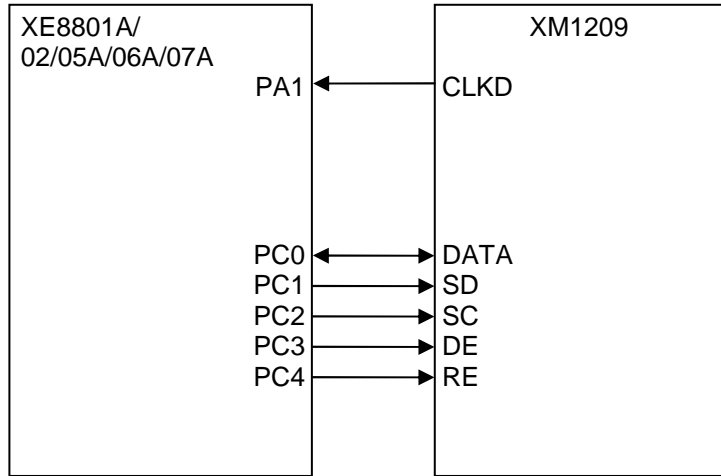 XE8801A/
02/05A/06A/07A
XM1209
PA1 CLKD
PC0 DATA
PC1 SD
PC2 SC
PC3 DE
PC4 RE